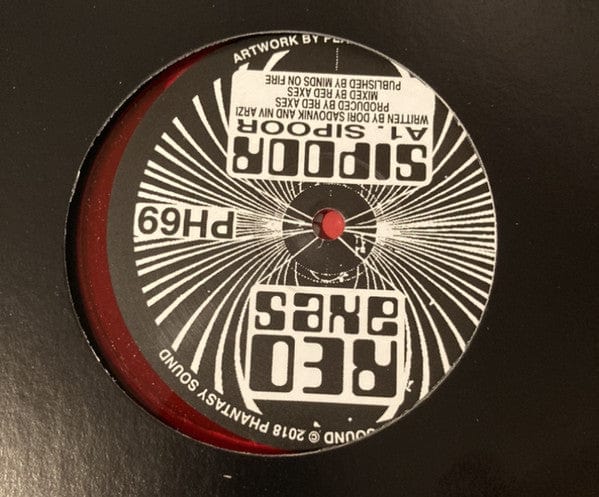 RED
axes
PH69
SIPOOR
A1. SIPOOR
WRITTEN BY DORI SADOVNIK AND NIV ARZI
PRODUCED BY RED AXES
MIXED BY RED AXES
PUBLISHED BY MINDS ON FIRE
ARTWORK BY
SOUND © 2018 PHANTASY SOUND